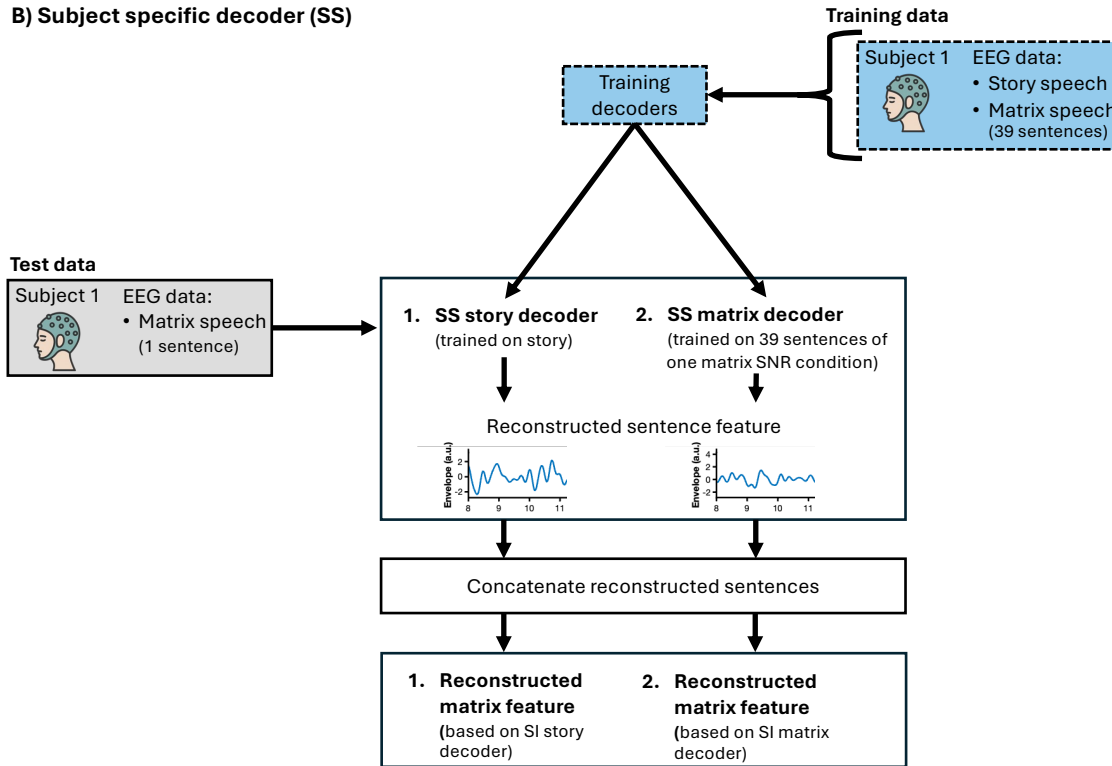 B) Subject specific decoder (SS)
Training data
Subject 1
EEG data:
• Story speech
• Matrix speech
(39 sentences)
Training
decoders
Test data
Subject 1
EEG data:
• Matrix speech
(1 sentence)
1. SS story decoder
(trained on story)
2. SS matrix decoder
(trained on 39 sentences of
one matrix SNR condition)
Reconstructed sentence feature
Envelope (a.u.)
2
0
-2
8 9 10 11
Envelope (a.u.)
4
2
0
-2
8 9 10 11
Concatenate reconstructed sentences
1. Reconstructed
matrix feature
(based on SI story
decoder)
2. Reconstructed
matrix feature
(based on SI matrix
decoder)